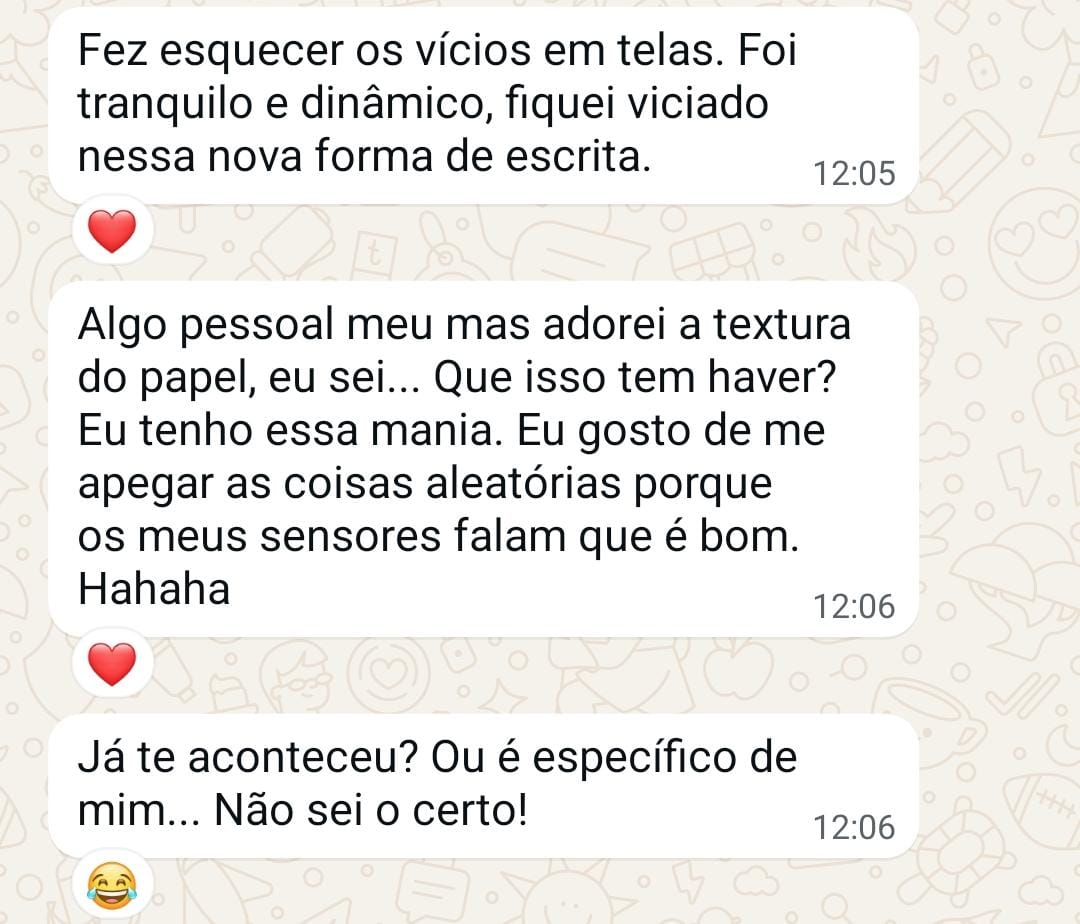 Fez esquecer os vícios em telas. Foi
tranquilo e dinâmico, fiquei viciado
nessa nova forma de escrita.
12:05
Algo pessoal meu mas adorei a textura
do papel, eu sei... Que isso tem haver?
Eu tenho essa mania. Eu gosto de me
apegar as coisas aleatórias porque
os meus sensores falam que é bom.
Hahaha
12:06
Já te aconteceu? Ou é específico de
mim... Não sei o certo!
12:06